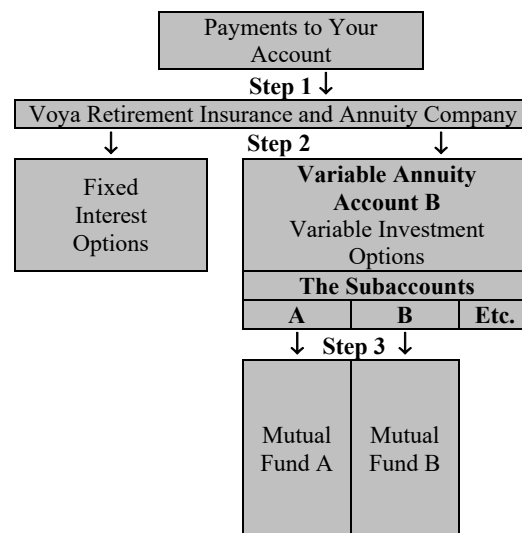 Payments to Your
Account
Step 1 ↓
Voya Retirement Insurance and Annuity Company
↓ Step 2 ↓
Fixed
Interest
Options
Variable Annuity
Account B
Variable Investment
Options
The Subaccounts
A B Etc.
↓ Step 3 ↓
Mutual
Fund A
Mutual
Fund B